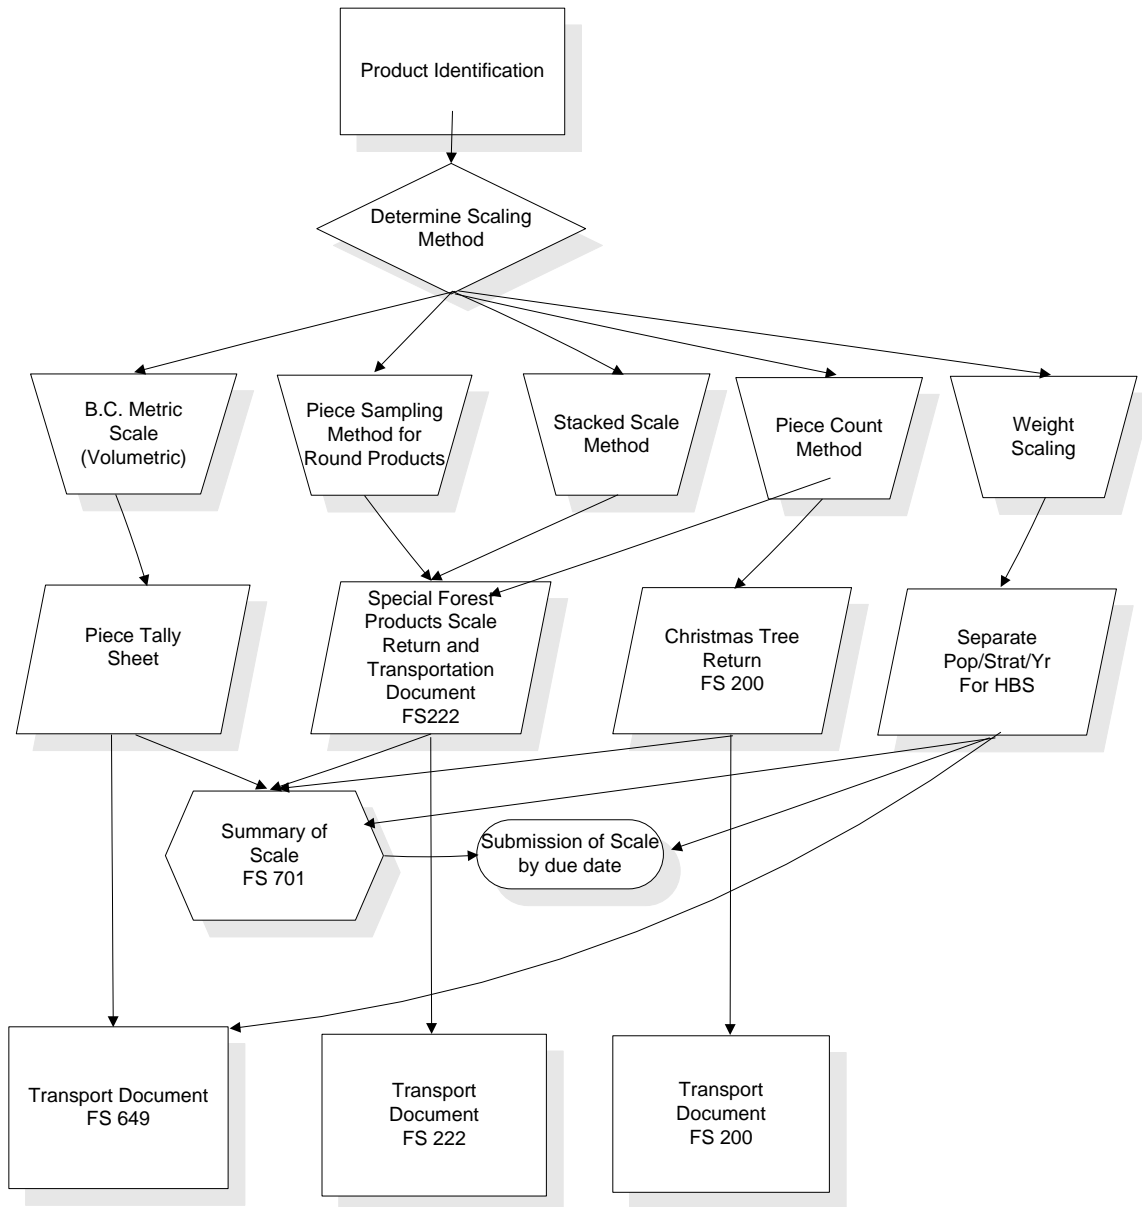 Product Identification
Determine Scaling
Method
B.C. Metric
Scale
(Volumetric)
Piece Sampling
Method for
Round Products
Stacked Scale
Method
Piece Count
Method
Weight
Scaling
Piece Tally
Sheet
Special Forest
Products Scale
Return and
Transportation
Document
FS222
Christmas Tree
Return
FS 200
Separate
Pop/Strat/Yr
For HBS
Summary of
Scale
FS 701
Submission of Scale
by due date
Transport Document
FS 649
Transport
Document
FS 222
Transport
Document
FS 200